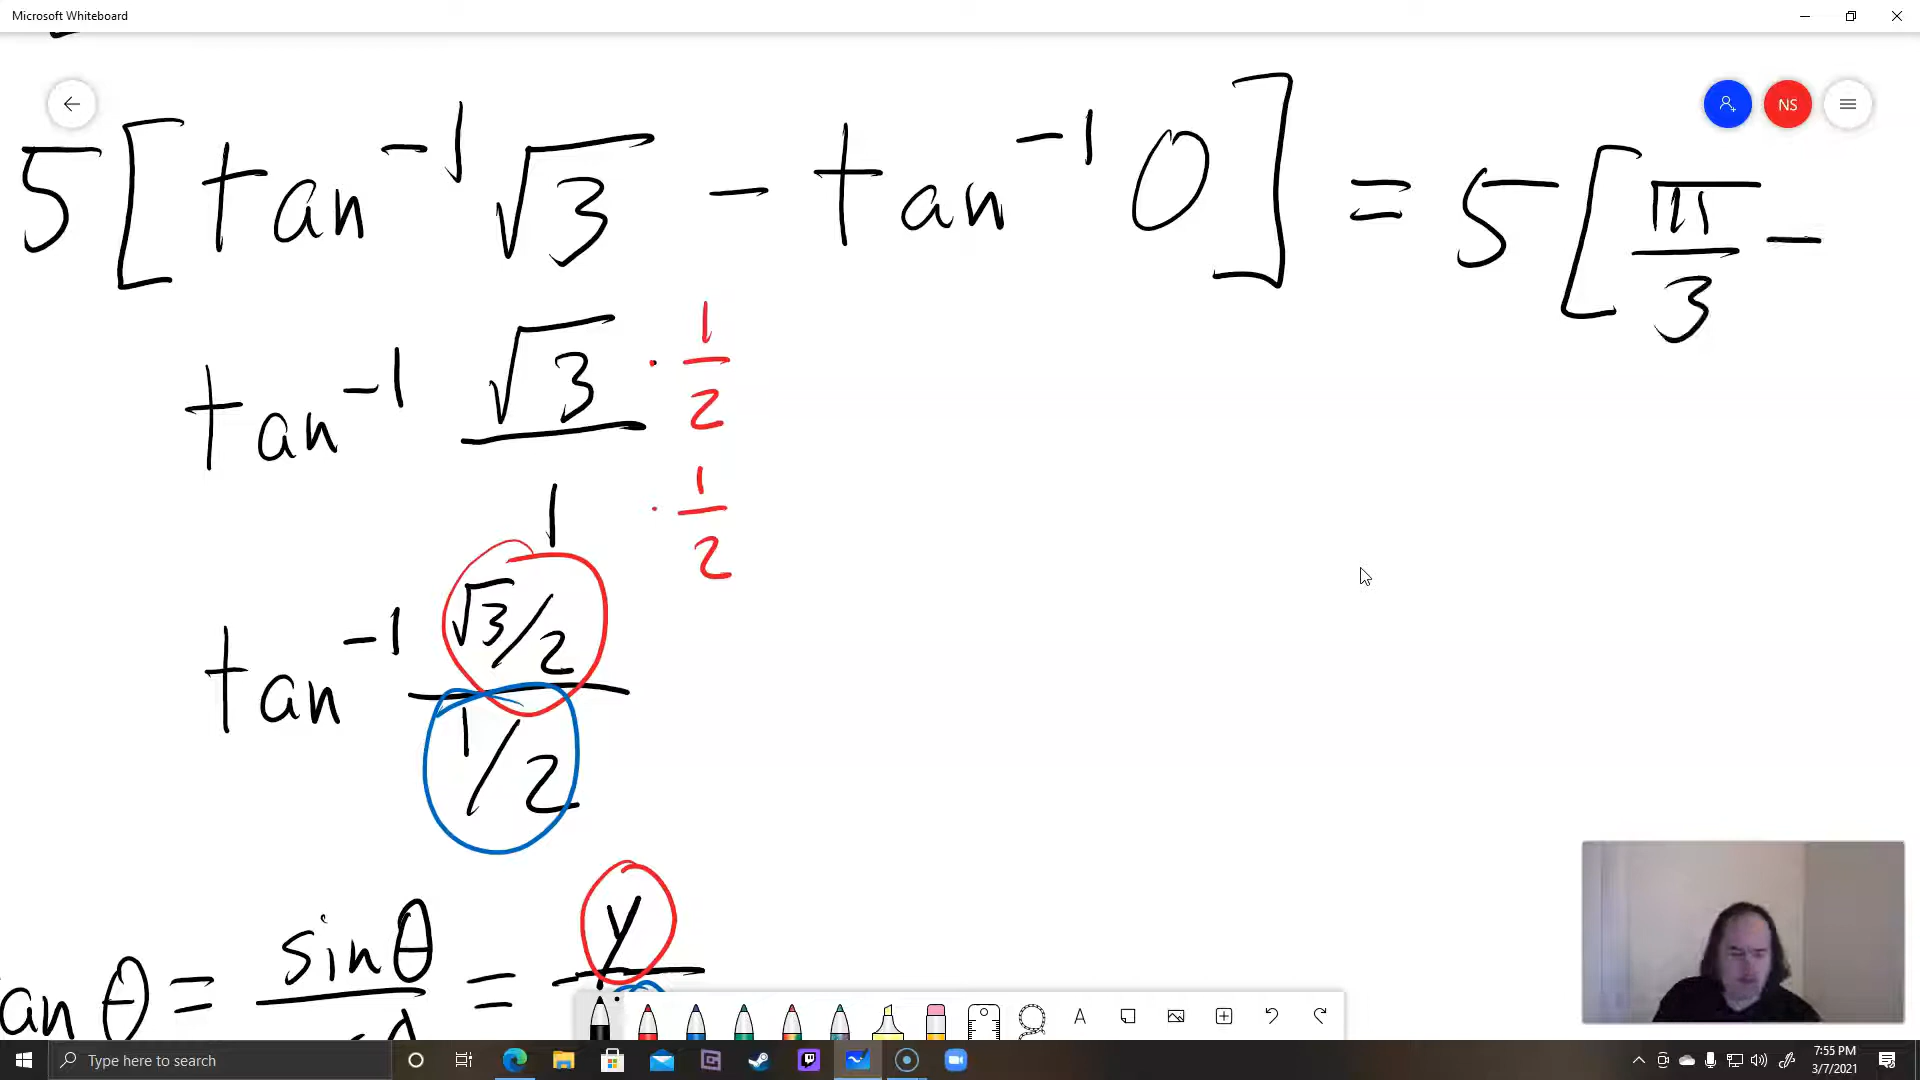 Microsoft Whiteboard
NS
5[tan⁻¹√3 − tan⁻¹0] = 5[π/3 −
tan⁻¹ √3/1 · 1/2 · 1/2
tan⁻¹ (√3/2)/(1/2)
an θ = sinθ = y
Type here to search
A
7:55 PM
3/7/2021